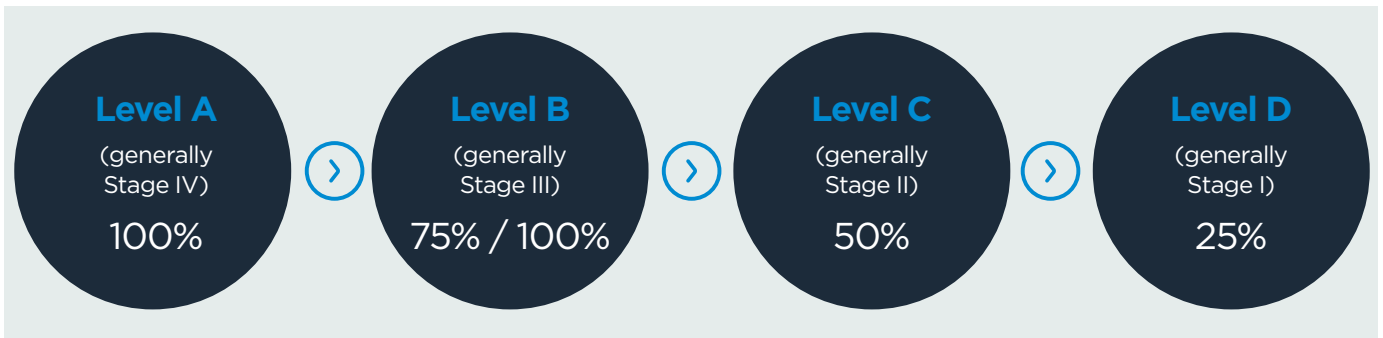 Level A
(generally
Stage IV)
100%
Level B
(generally
Stage III)
75% / 100%
Level C
(generally
Stage II)
50%
Level D
(generally
Stage I)
25%